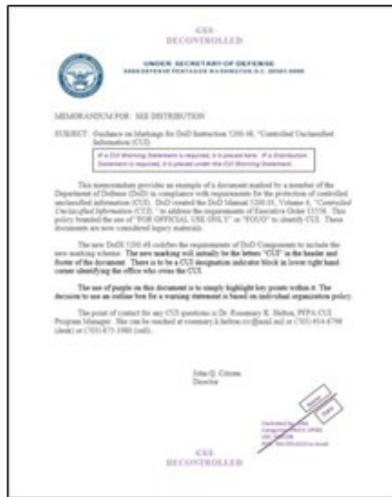 CUI
DECONTROLLED
UNDER SECRETARY OF DEFENSE
MEMORANDUM FOR: SEE DISTRIBUTION
SUBJECT: Guidance on Markings for DoD Instruction 5200.48, "Controlled Unclassified
Information (CUI)
If a CUI Warning Statement is required, it is placed here. If a Distribution
Statement is required, it is placed under the CUI Warning Statement.
This memorandum provides an example of a document marked by a member of the
Department of Defense (DoD) in compliance with requirements for the protection of controlled
unclassified information (CUI). DoD created the DoD Manual 5200.01, Volume 4, "Controlled
Unclassified Information (CUI)," to address the requirements of Executive Order 13556. This
policy branded the use of "FOR OFFICIAL USE ONLY" or "FOUO" to identify CUI. These
documents are now considered legacy materials.
The new DoDI 5200.48 codifies the requirements of DoD Components to include the
new marking scheme. The new marking will initially be the letters "CUI" in the header and
footer of the document. There is to be a CUI designation indicator block in lower right hand
corner identifying the office who owns the CUI.
The use of purple on this document is to simply highlight key points within it. The
decision to use an outline box for a warning statement is based on individual organization policy.
The point of contact for any CUI questions is Dr. Rosemary K. Helton, PFPA CUI
Program Manager. She can be reached at
(desk) or
John Q. Citizen
Director
Name
Date
CUI
DECONTROLLED